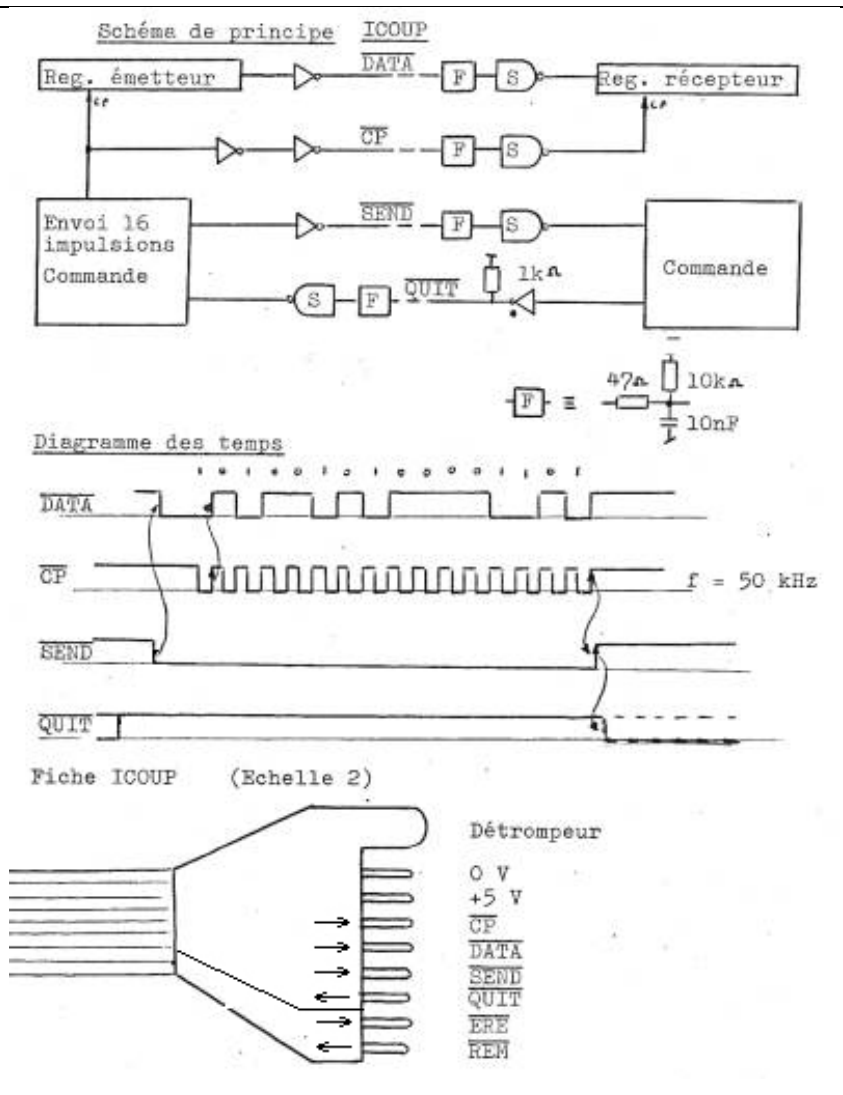 Schéma de principe ICOUP
Reg. émetteur
DATA
F
S
Reg. récepteur
CP
CP
CP
F
S
Envoi 16
impulsions
Commande
SEND
F
S
Commande
S
F
QUIT
1kΩ
F ≡
47Ω
10kΩ
10nF
Diagramme des temps
DATA
CP
f = 50 kHz
SEND
QUIT
Fiche ICOUP (Echelle 2)
Détrompeur
0 V
+5 V
CP
DATA
SEND
QUIT
ERE
REM